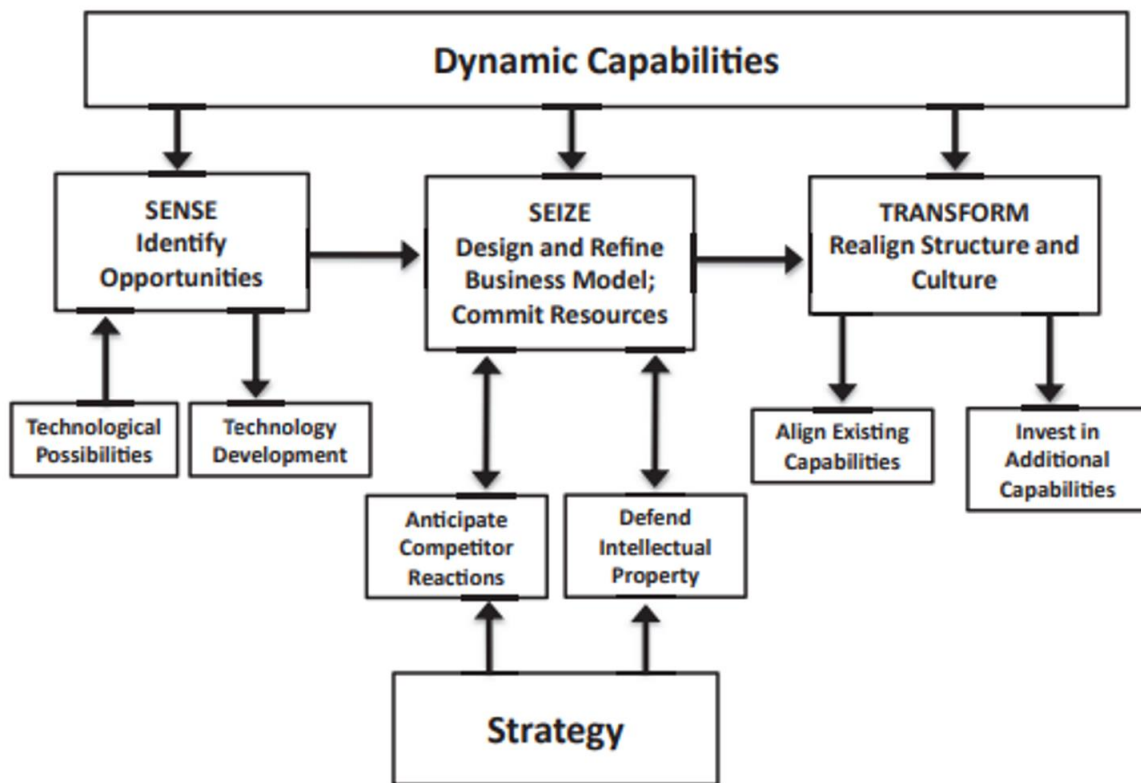 Dynamic Capabilities
SENSE
Identify
Opportunities
SEIZE
Design and Refine
Business Model;
Commit Resources
TRANSFORM
Realign Structure and
Culture
Technological
Possibilities
Technology
Development
Align Existing
Capabilities
Invest in
Additional
Capabilities
Anticipate
Competitor
Reactions
Defend
Intellectual
Property
Strategy